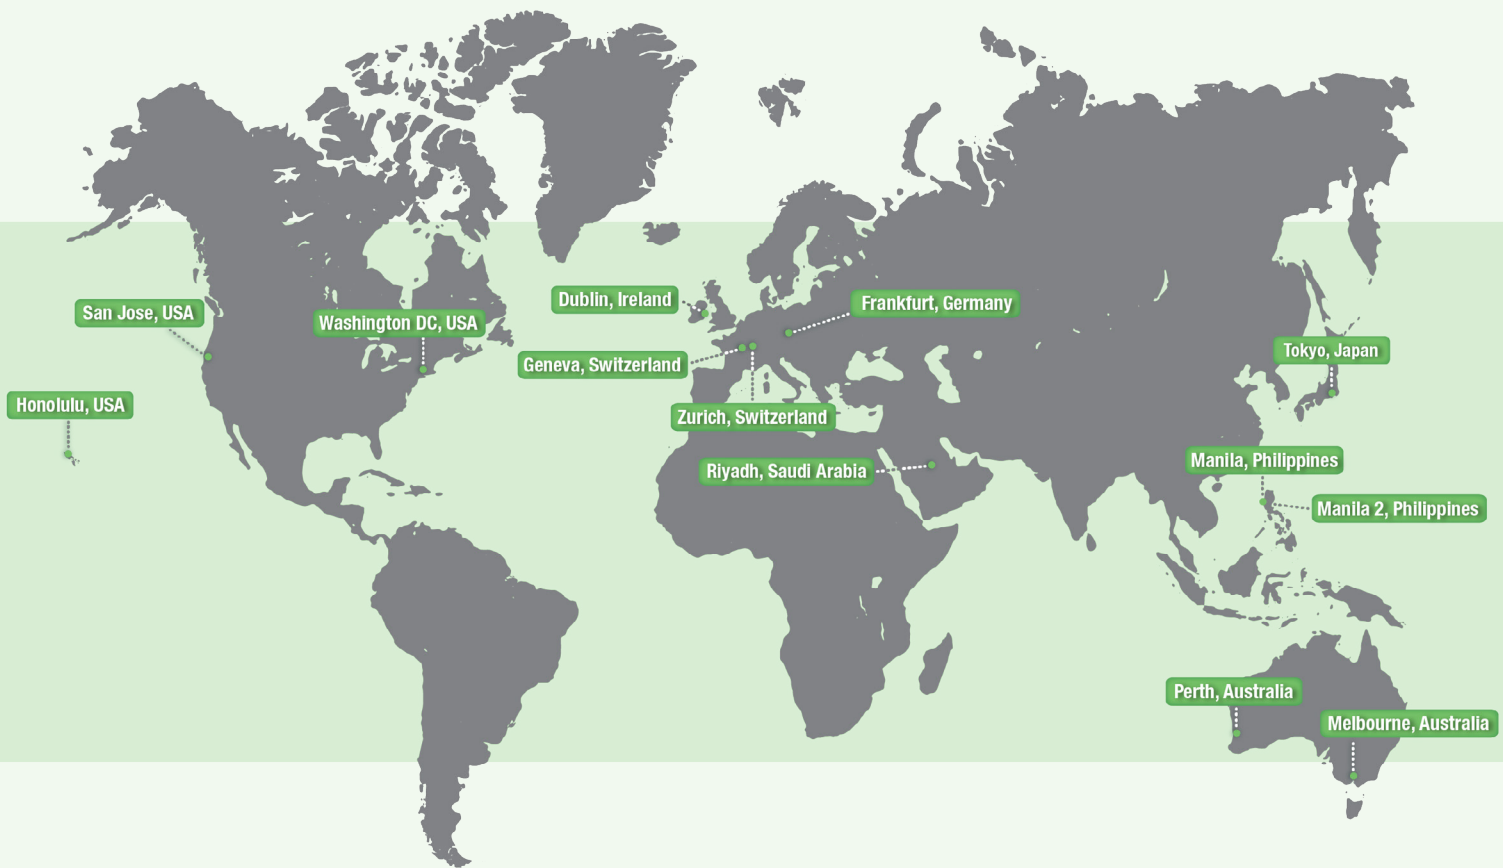 Dublin, Ireland
Frankfurt, Germany
San Jose, USA
Washington DC, USA
Tokyo, Japan
Geneva, Switzerland
Honolulu, USA
Zurich, Switzerland
Manila, Philippines
Riyadh, Saudi Arabia
Manila 2, Philippines
Perth, Australia
Melbourne, Australia